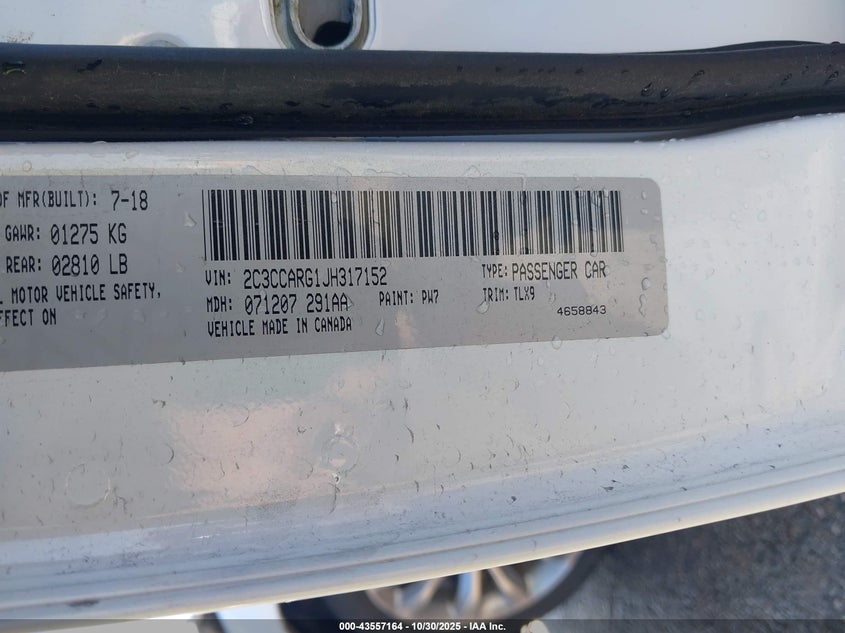 OF MFR(BUILT): 7-18
GAWR: 01275 KG
REAR: 02810 LB
MOTOR VEHICLE SAFETY,
EFFECT ON
VIN: 2C3CCARG1JH317152
TYPE: PASSENGER CAR
MDH: 071207 291AA
PAINT: PW7
TRIM: TLX9
VEHICLE MADE IN CANADA
4658843
000-43557164 - 10/30/2025 - IAA Inc.